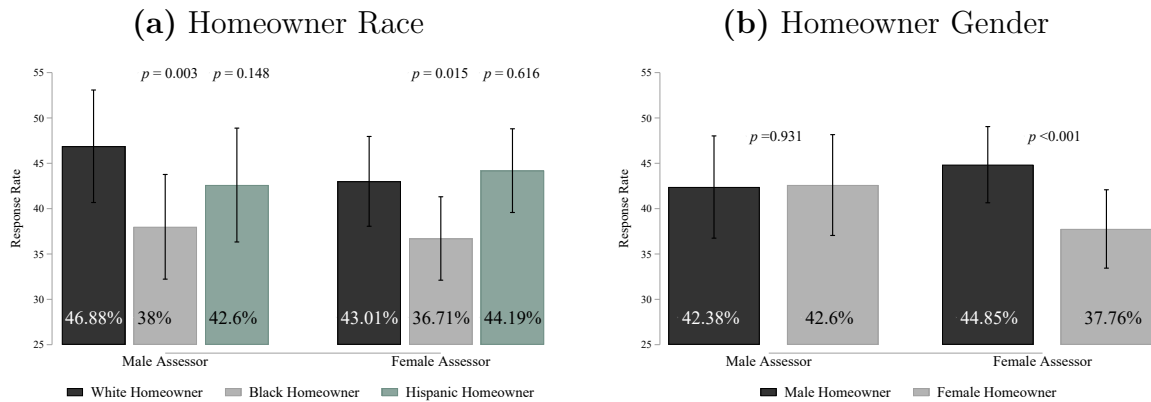 (a) Homeowner Race
p = 0.003 p = 0.148 p = 0.015 p = 0.616
55
50
45
40
35
30
25
Response Rate
46.88% 38% 42.6% 43.01% 36.71% 44.19%
Male Assessor Female Assessor
White Homeowner Black Homeowner Hispanic Homeowner
(b) Homeowner Gender
p =0.931 p <0.001
55
50
45
40
35
30
25
Response Rate
42.38% 42.6% 44.85% 37.76%
Male Assessor Female Assessor
Male Homeowner Female Homeowner